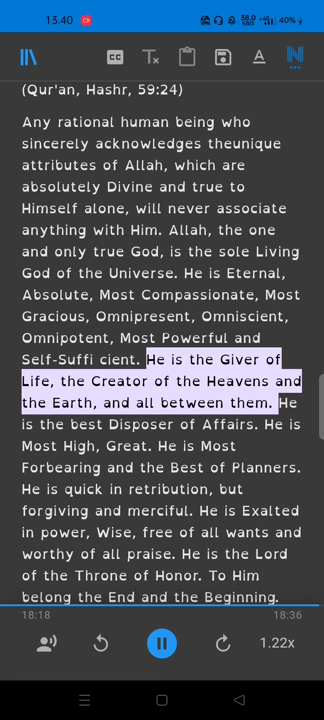 13.40
38.0
KB/s
4G
40%
CC
T×
A
N
(Qur'an, Hashr, 59:24)
Any rational human being who
sincerely acknowledges theunique
attributes of Allah, which are
absolutely Divine and true to
Himself alone, will never associate
anything with Him. Allah, the one
and only true God, is the sole Living
God of the Universe. He is Eternal,
Absolute, Most Compassionate, Most
Gracious, Omnipresent, Omniscient,
Omnipotent, Most Powerful and
Self-Suffi cient. He is the Giver of
Life, the Creator of the Heavens and
the Earth, and all between them. He
is the best Disposer of Affairs. He is
Most High, Great. He is Most
Forbearing and the Best of Planners.
He is quick in retribution, but
forgiving and merciful. He is Exalted
in power, Wise, free of all wants and
worthy of all praise. He is the Lord
of the Throne of Honor. To Him
belong the End and the Beginning.
18:18
18:36
1.22x